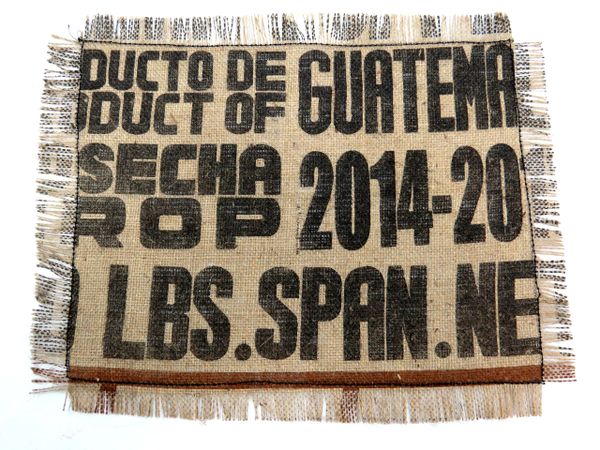 DUCTO DE
DUCT OF
GUATEMA
SECHA
ROP
2014-20
LBS.SPAN.NE